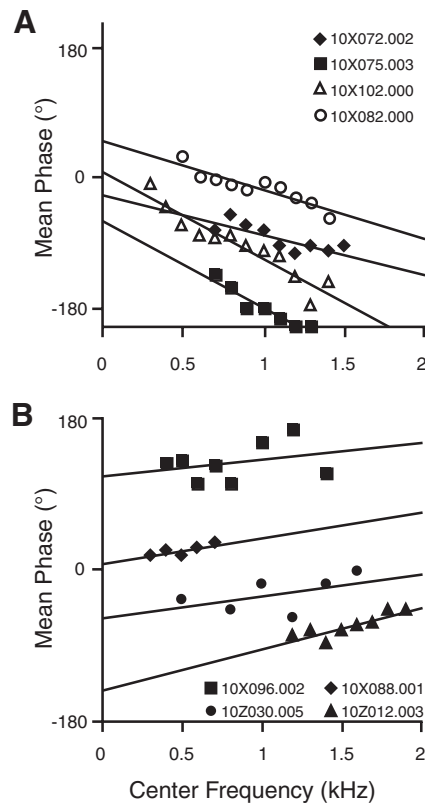 A
180
0
-180
Mean Phase (°)
10X072.002
10X075.003
10X102.000
10X082.000
0 0.5 1 1.5 2
B
180
0
-180
Mean Phase (°)
10X096.002 10X088.001
10Z030.005 10Z012.003
0 0.5 1 1.5 2
Center Frequency (kHz)